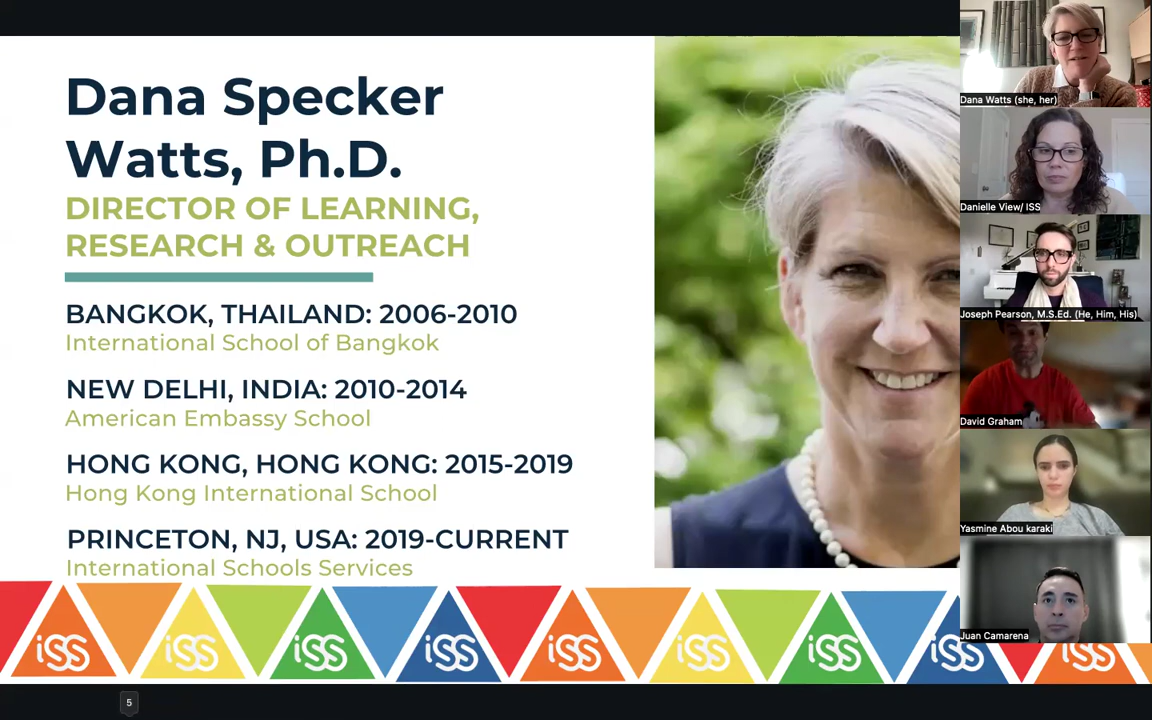 Dana Specker
Watts, Ph.D.
DIRECTOR OF LEARNING,
RESEARCH & OUTREACH
BANGKOK, THAILAND: 2006-2010
International School of Bangkok
NEW DELHI, INDIA: 2010-2014
American Embassy School
HONG KONG, HONG KONG: 2015-2019
Hong Kong International School
PRINCETON, NJ, USA: 2019-CURRENT
International Schools Services
iss iss iss iss iss iss iss iss iss
5
Dana Watts (she, her)
Danielle View/ ISS
Joseph Pearson, M.S.Ed. (He, Him, His)
David Graham
Yasmine Abou karaki
Juan Camarena